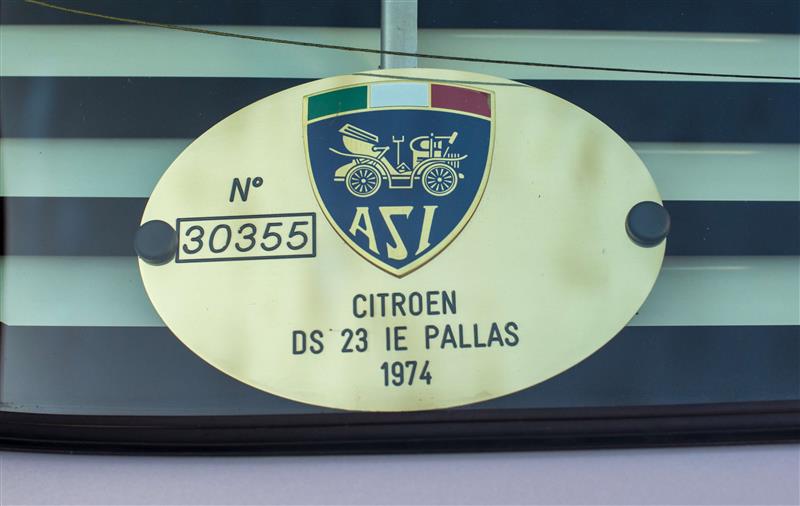 N°
30355
ASI
CITROEN
DS 23 IE PALLAS
1974